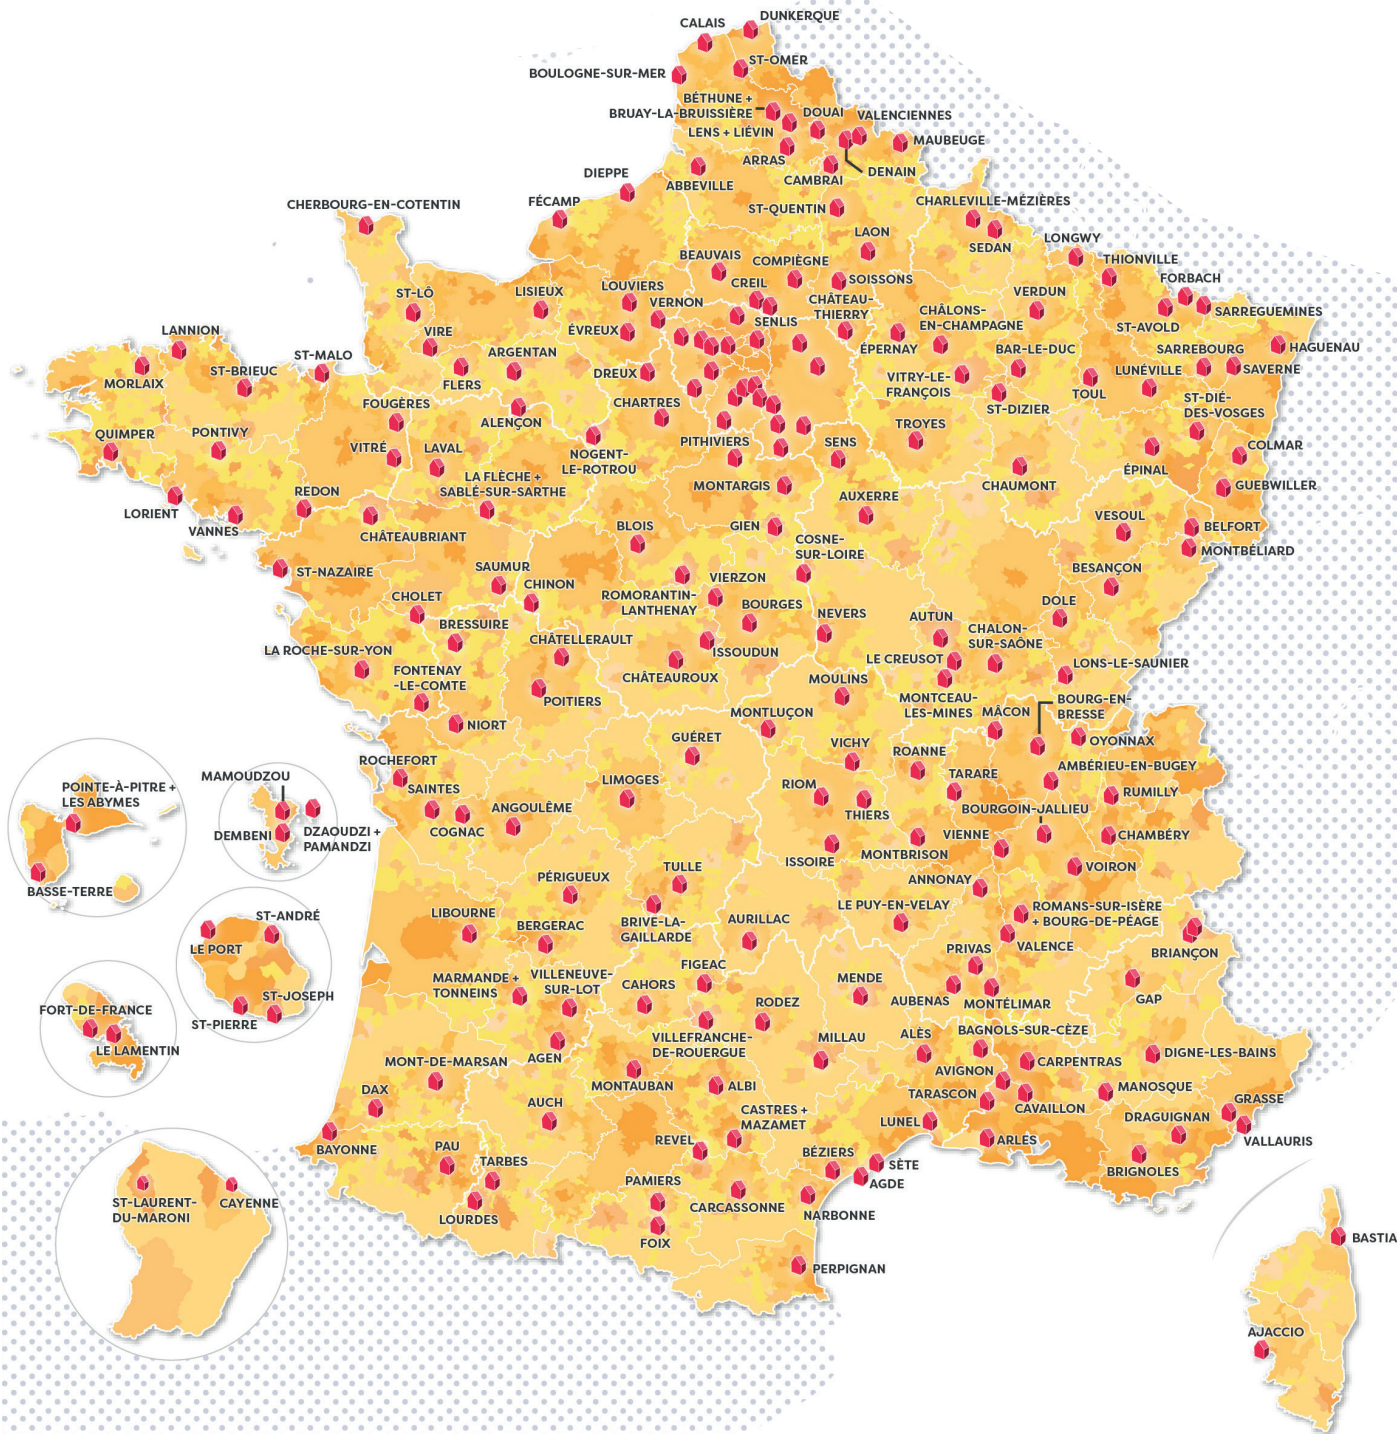 DUNKERQUE
CALAIS
ST-OMER
BOULOGNE-SUR-MER
BÉTHUNE +
BRUAY-LA-BRUISSIÈRE
DOUAI
VALENCIENNES
LENS + LIÉVIN
MAUBEUGE
ARRAS
DENAIN
CAMBRAI
ABBEVILLE
DIEPPE
FÉCAMP
CHERBOURG-EN-COTENTIN
ST-QUENTIN
CHARLEVILLE-MÉZIÈRES
LAON
SEDAN
LONGWY
BEAUVAIS
COMPIÈGNE
THIONVILLE
FORBACH
SOISSONS
CREIL
LOUVIERS
LISIEUX
ST-LÔ
VERDUN
VERNON
CHÂTEAU-
THIERRY
CHÂLONS-
EN-CHAMPAGNE
SARREGUEMINES
SENLIS
ST-AVOLD
LANNION
VIRE
ÉVREUX
ÉPERNAY
BAR-LE-DUC
SARREBOURG
HAGUENAU
ST-MALO
ARGENTAN
MORLAIX
ST-BRIEUC
FLERS
DREUX
VITRY-LE-
FRANÇOIS
LUNÉVILLE
SAVERNE
TOUL
FOUGÈRES
CHARTRES
ST-DIZIER
ST-DIÉ-
DES-VOSGES
ALENÇON
TROYES
QUIMPER
PONTIVY
VITRÉ
LAVAL
NOGENT-
LE-ROTROU
PITHIVIERS
SENS
COLMAR
ÉPINAL
LA FLÈCHE +
SABLÉ-SUR-SARTHE
MONTARGIS
CHAUMONT
GUEBWILLER
REDON
AUXERRE
LORIENT
VANNES
CHÂTEAUBRIANT
BLOIS
GIEN
VESOUL
BELFORT
COSNE-
SUR-LOIRE
MONTBÉLIARD
ST-NAZAIRE
SAUMUR
CHINON
VIERZON
BESANÇON
ROMORANTIN-
LANTHENAY
CHOLET
BOURGES
NEVERS
DOLE
BRESSUIRE
AUTUN
CHALON-
SUR-SAÔNE
CHÂTELLERAULT
LA ROCHE-SUR-YON
ISSOUDUN
LE CREUSOT
LONS-LE-SAUNIER
FONTENAY
-LE-COMTE
CHÂTEAUROUX
MOULINS
POITIERS
MONTCEAU-
LES-MINES
MÂCON
BOURG-EN-
BRESSE
MONTLUÇON
NIORT
GUÉRET
VICHY
ROANNE
OYONNAX
ROCHEFORT
AMBÉRIEU-EN-BUGEY
MAMOUDZOU
SAINTES
LIMOGES
RIOM
TARARE
RUMILLY
POINTE-À-PITRE +
LES ABYMES
ANGOULÊME
THIERS
BOURGOIN-JALLIEU
COGNAC
DEMBENI
DZAOUDZI +
PAMANDZI
VIENNE
CHAMBÉRY
ISSOIRE
MONTBRISON
VOIRON
TULLE
PÉRIGUEUX
ANNONAY
BASSE-TERRE
ST-ANDRÉ
LIBOURNE
BERGERAC
BRIVE-LA-
GAILLARDE
AURILLAC
LE PUY-EN-VELAY
ROMANS-SUR-ISÈRE
+ BOURG-DE-PÉAGE
LE PORT
PRIVAS
VALENCE
BRIANÇON
FIGEAC
MARMANDE +
TONNEINS
VILLENEUVE-
SUR-LOT
CAHORS
MENDE
ST-JOSEPH
RODEZ
AUBENAS
MONTÉLIMAR
GAP
FORT-DE-FRANCE
ST-PIERRE
LE LAMENTIN
VILLEFRANCHE-
DE-ROUERGUE
MILLAU
ALÈS
BAGNOLS-SUR-CÈZE
MONT-DE-MARSAN
AGEN
CARPENTRAS
DIGNE-LES-BAINS
AVIGNON
MONTAUBAN
ALBI
MANOSQUE
DAX
TARASCON
CAVAILLON
GRASSE
AUCH
CASTRES +
MAZAMET
LUNEL
DRAGUIGNAN
BAYONNE
PAU
REVEL
ARLES
VALLAURIS
TARBES
BÉZIERS
SÈTE
BRIGNOLES
AGDE
PAMIERS
ST-LAURENT-
DU-MARONI
CAYENNE
CARCASSONNE
LOURDES
NARBONNE
FOIX
BASTIA
PERPIGNAN
AJACCIO